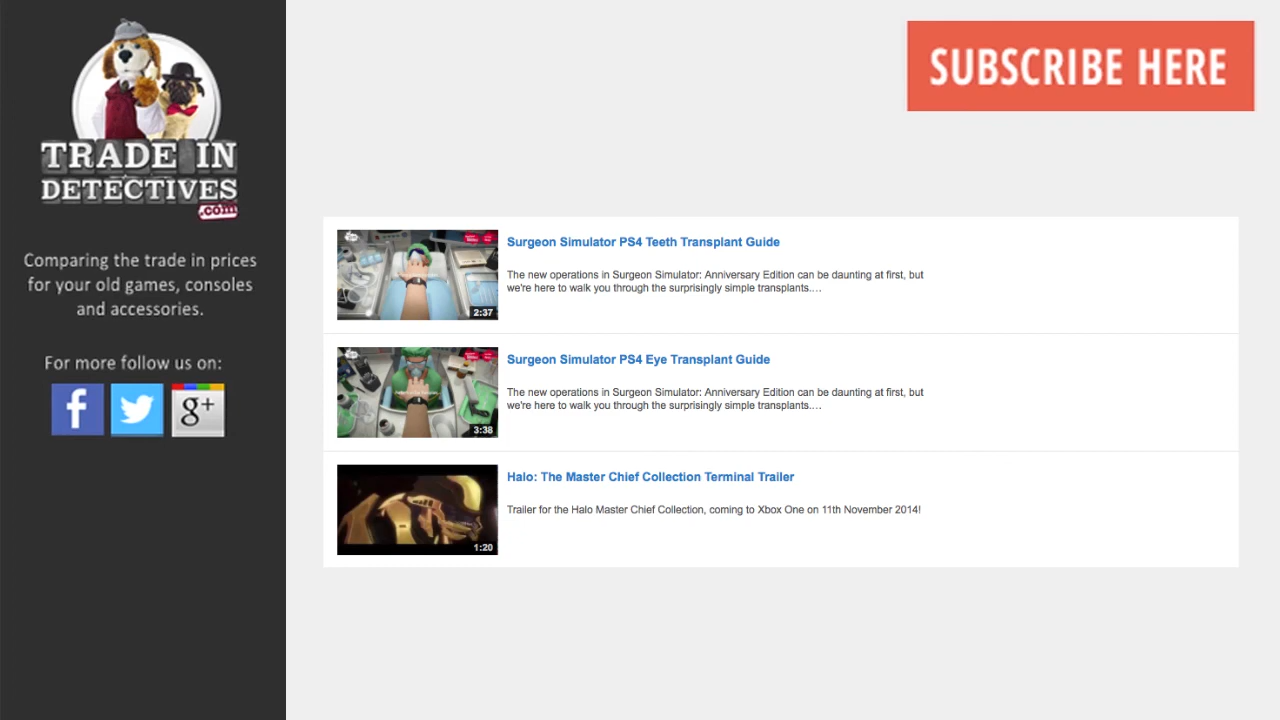 TRADE IN
DETECTIVES
.com
Comparing the trade in prices
for your old games, consoles
and accessories.
For more follow us on:
f
g+
SUBSCRIBE HERE
Surgeon Simulator PS4 Teeth Transplant Guide
The new operations in Surgeon Simulator: Anniversary Edition can be daunting at first, but
we're here to walk you through the surprisingly simple transplants....
2:37
Surgeon Simulator PS4 Eye Transplant Guide
The new operations in Surgeon Simulator: Anniversary Edition can be daunting at first, but
we're here to walk you through the surprisingly simple transplants....
3:38
Halo: The Master Chief Collection Terminal Trailer
Trailer for the Halo Master Chief Collection, coming to Xbox One on 11th November 2014!
1:20